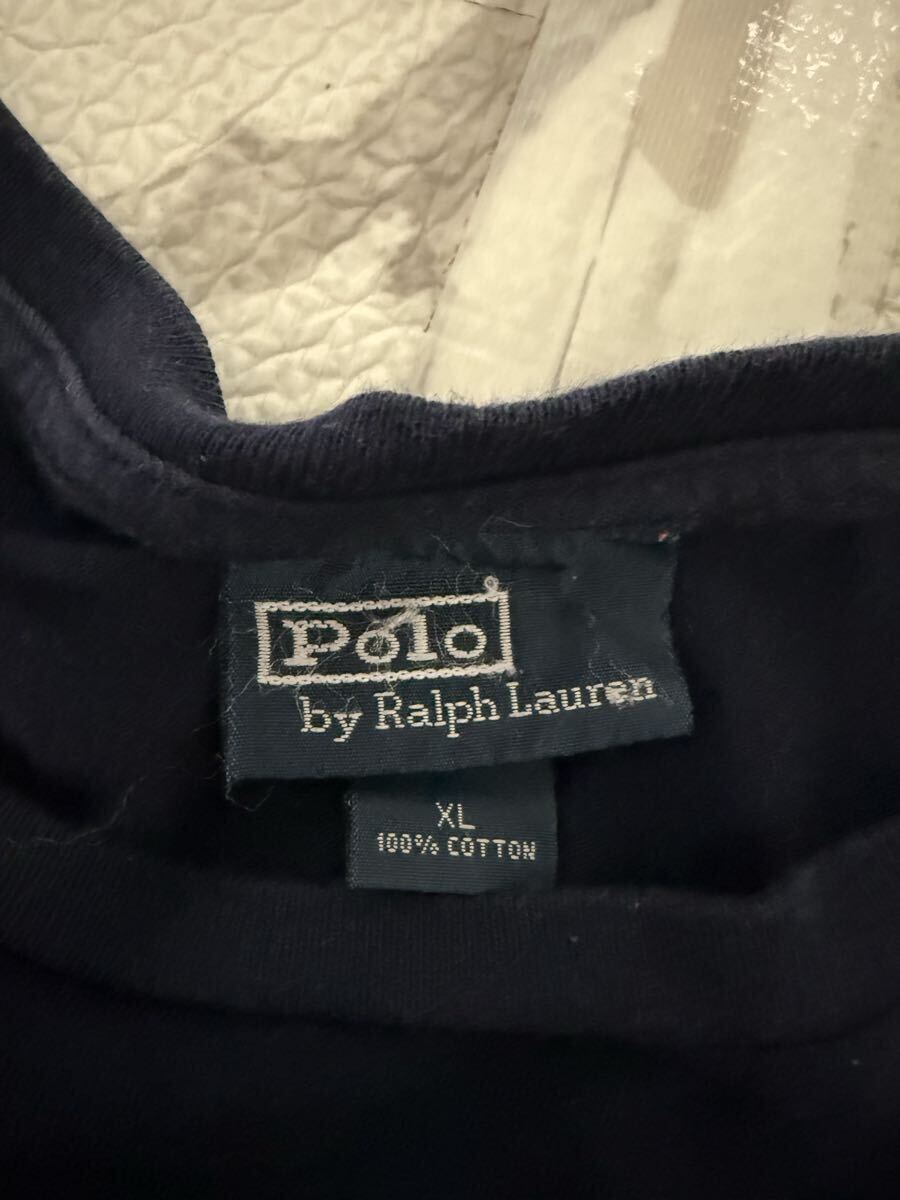 Polo®
by Ralph Lauren
XL
100% COTTON